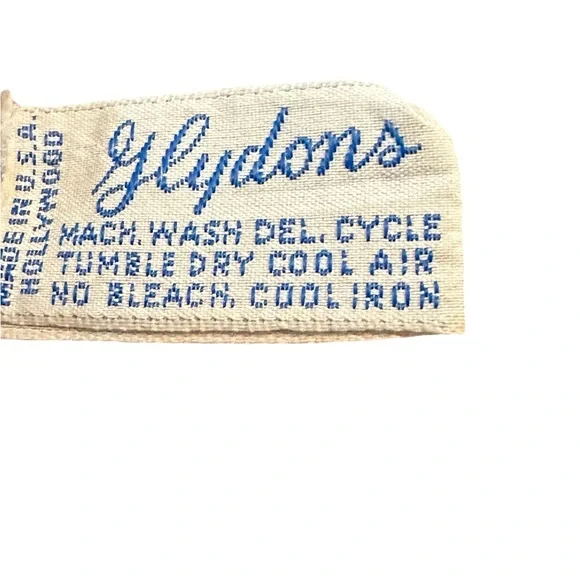 Glydons
MACH. WASH DEL. CYCLE
TUMBLE DRY COOL AIR
NO BLEACH. COOL IRON
MADE IN U.S.A.
HOLLYWOOD